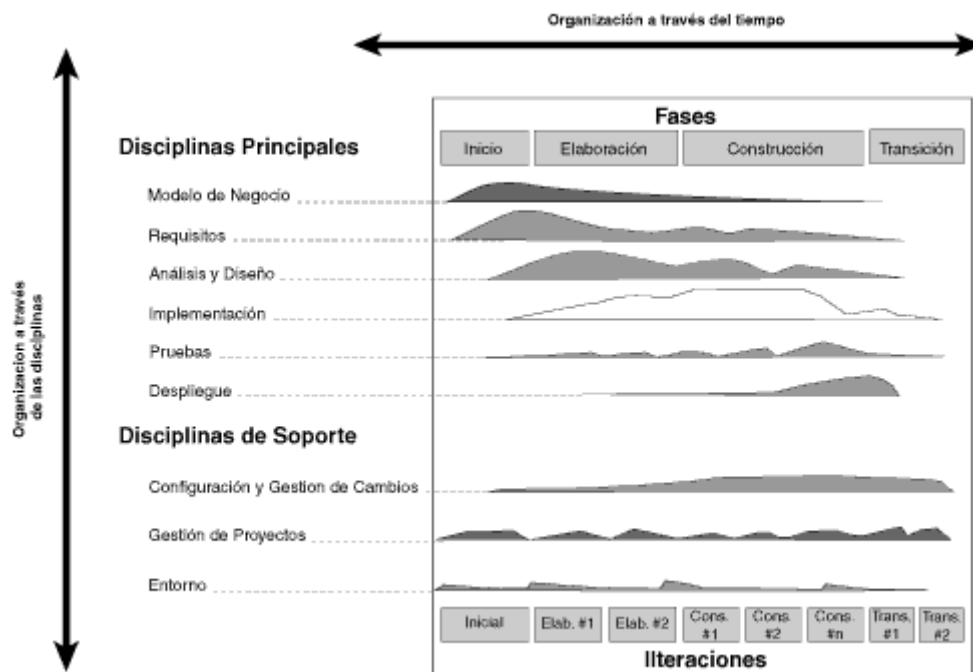 Organización a través del tiempo
Organizacion a través
de las disciplinas
Fases
Inicio
Elaboración
Construcción
Transición
Disciplinas Principales
Modelo de Negocio
Requisitos
Análisis y Diseño
Implementación
Pruebas
Despliegue
Disciplinas de Soporte
Configuración y Gestion de Cambios
Gestión de Proyectos
Entorno
Inicial
Elab. #1
Elab. #2
Cons.
#1
Cons.
#2
Cons.
#n
Trans.
#1
Trans.
#2
IIteraciones